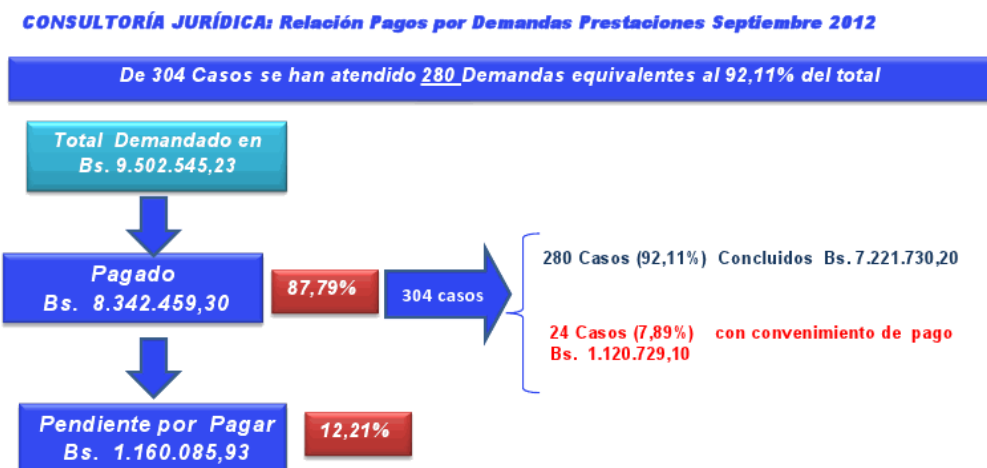 CONSULTORÍA JURÍDICA: Relación Pagos por Demandas Prestaciones Septiembre 2012
De 304 Casos se han atendido 280 Demandas equivalentes al 92,11% del total
Total Demandado en
Bs. 9.502.545,23
Pagado
Bs. 8.342.459,30
87,79%
304 casos
280 Casos (92,11%) Concluidos Bs. 7.221.730,20
24 Casos (7,89%) con convenimiento de pago
Bs. 1.120.729,10
Pendiente por Pagar
Bs. 1.160.085,93
12,21%